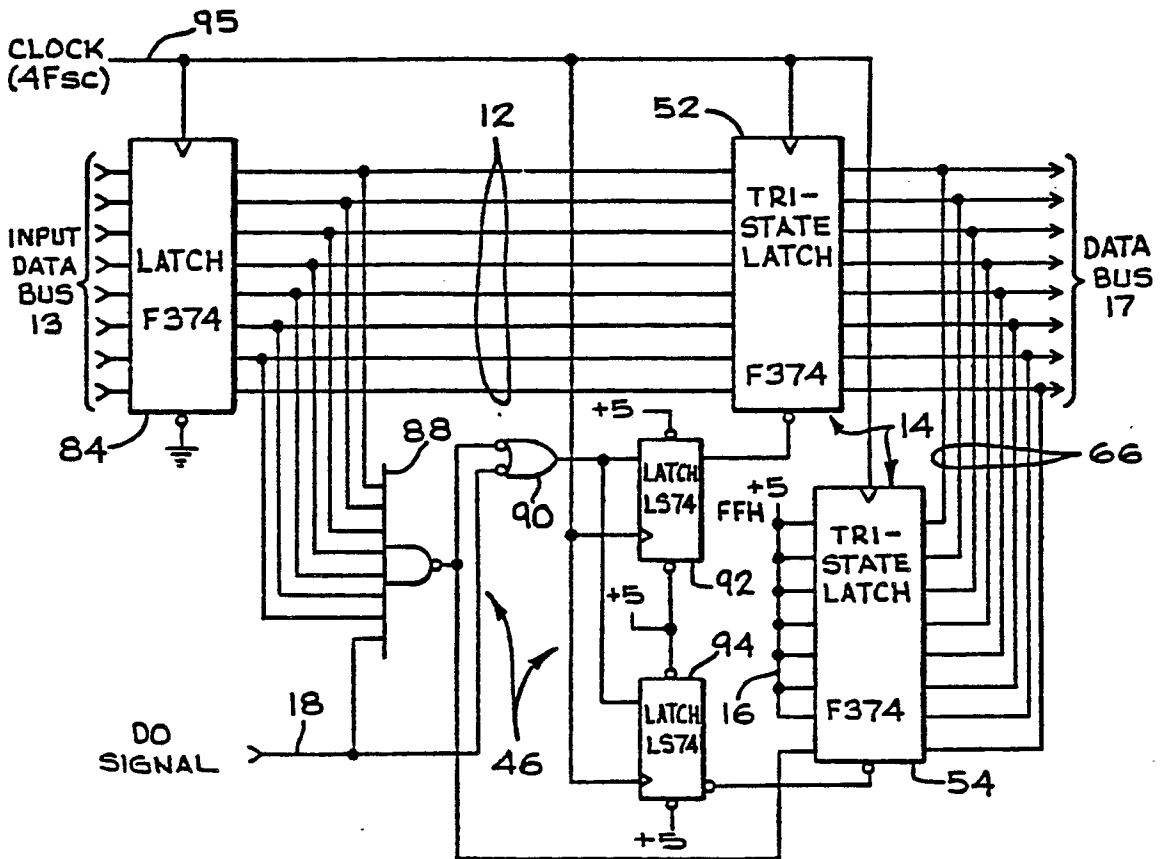 95
CLOCK
(4Fsc)
12
52
INPUT
DATA
BUS
13
LATCH
F374
TRI-
STATE
LATCH
F374
DATA
BUS
17
84
88
+5
14
66
LATCH
LS74
90
92
+5
FFH
TRI-
STATE
LATCH
F374
+5
94
16
LATCH
LS74
18
DO
SIGNAL
46
54
+5